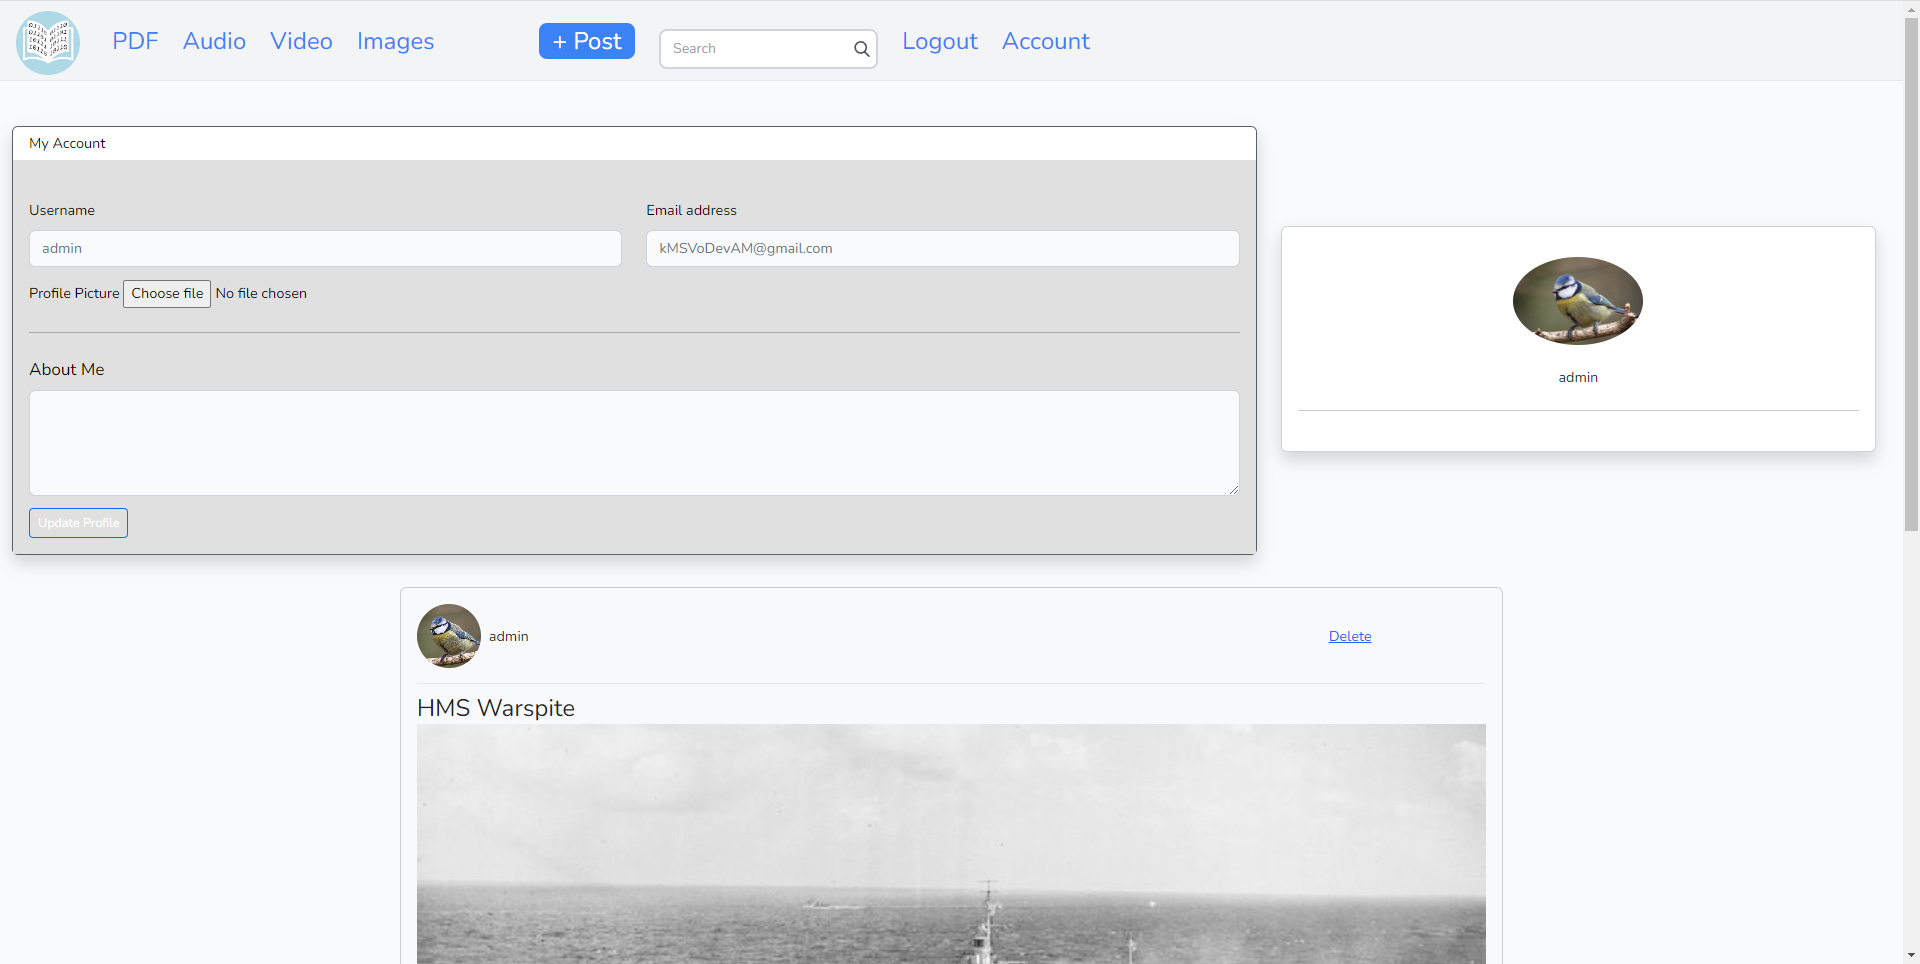 PDF Audio Video Images + Post Search Logout Account
My Account
Username Email address
admin kMSVoDevAM@gmail.com
Profile Picture Choose file No file chosen
About Me
Update Profile
admin
admin Delete
HMS Warspite